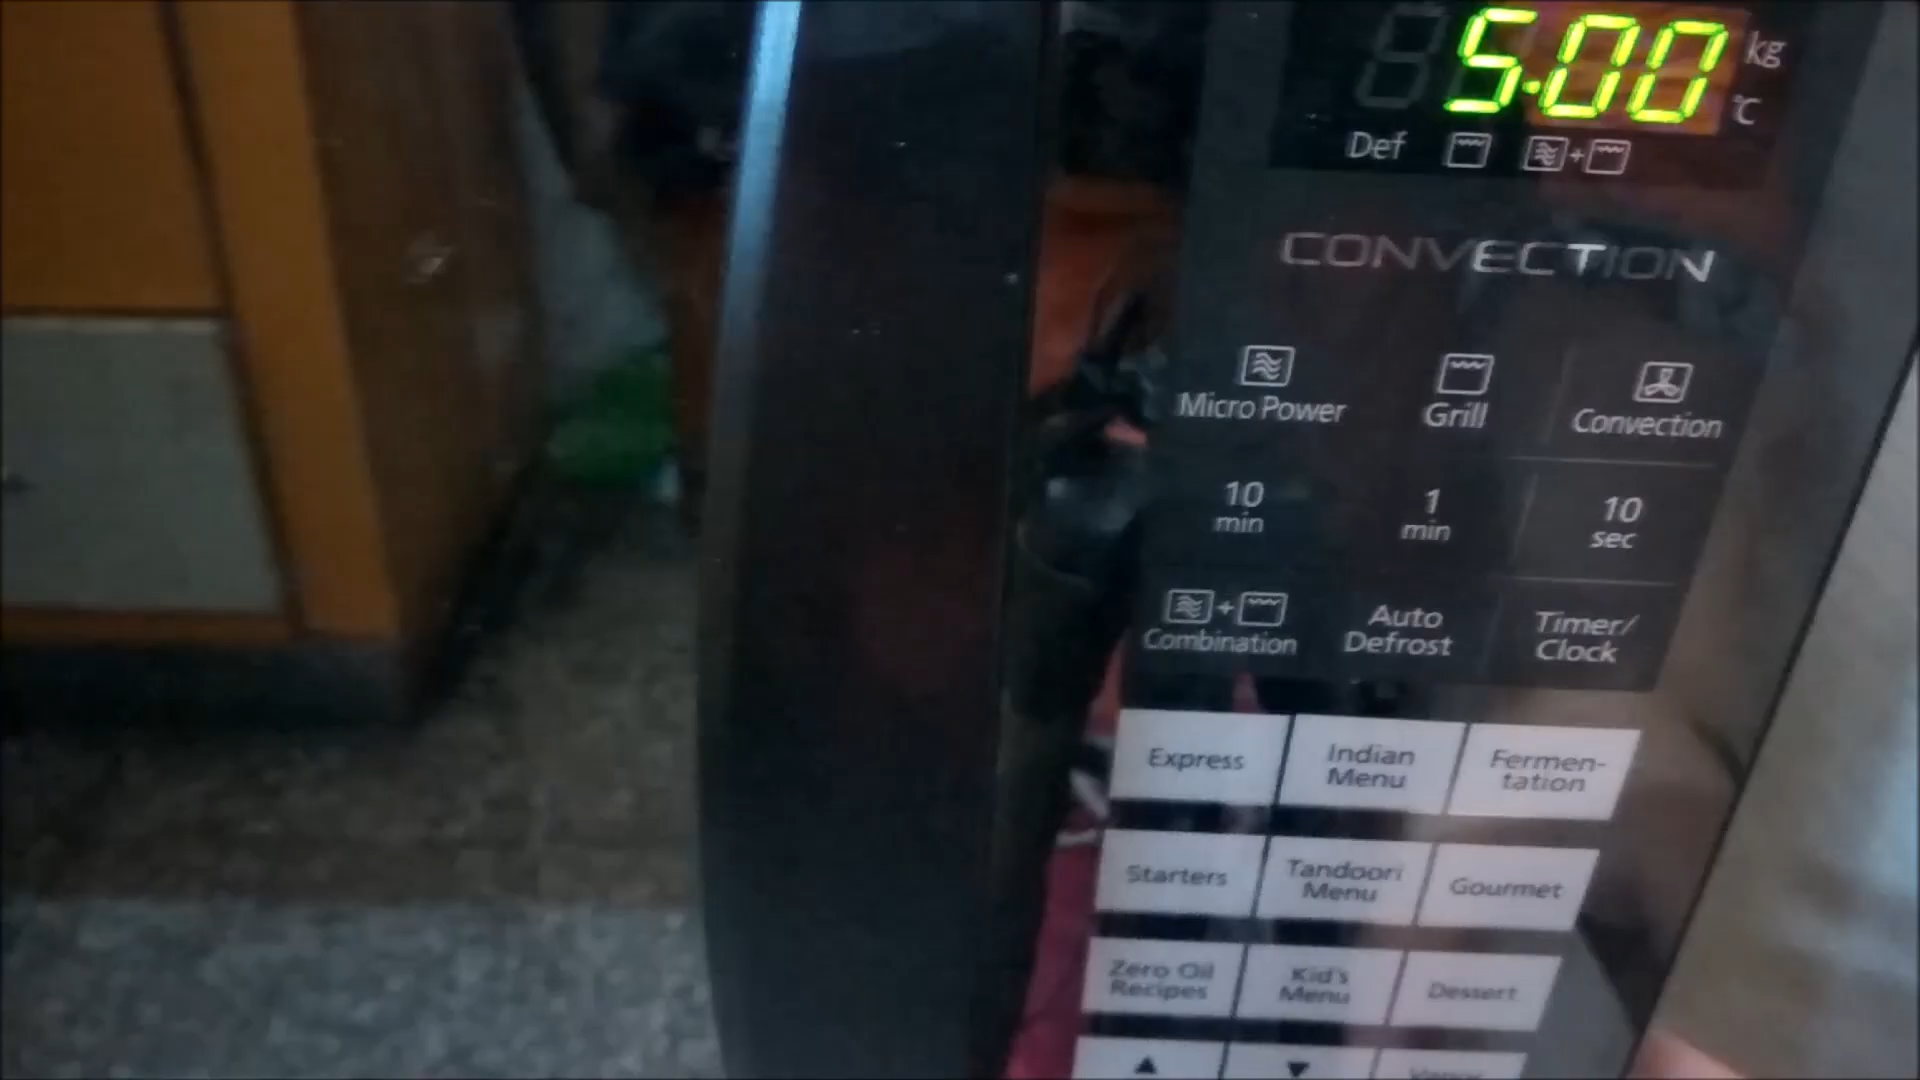 5:00
kg
°C
Def
+
CONVECTION
Micro Power
Grill
Convection
10
min
1
min
10
sec
+
Combination
Auto
Defrost
Timer/
Clock
Express
Indian
Menu
Fermen-
tation
Starters
Tandoori
Menu
Gourmet
Zero Oil
Recipes
Kid's
Menu
Dessert